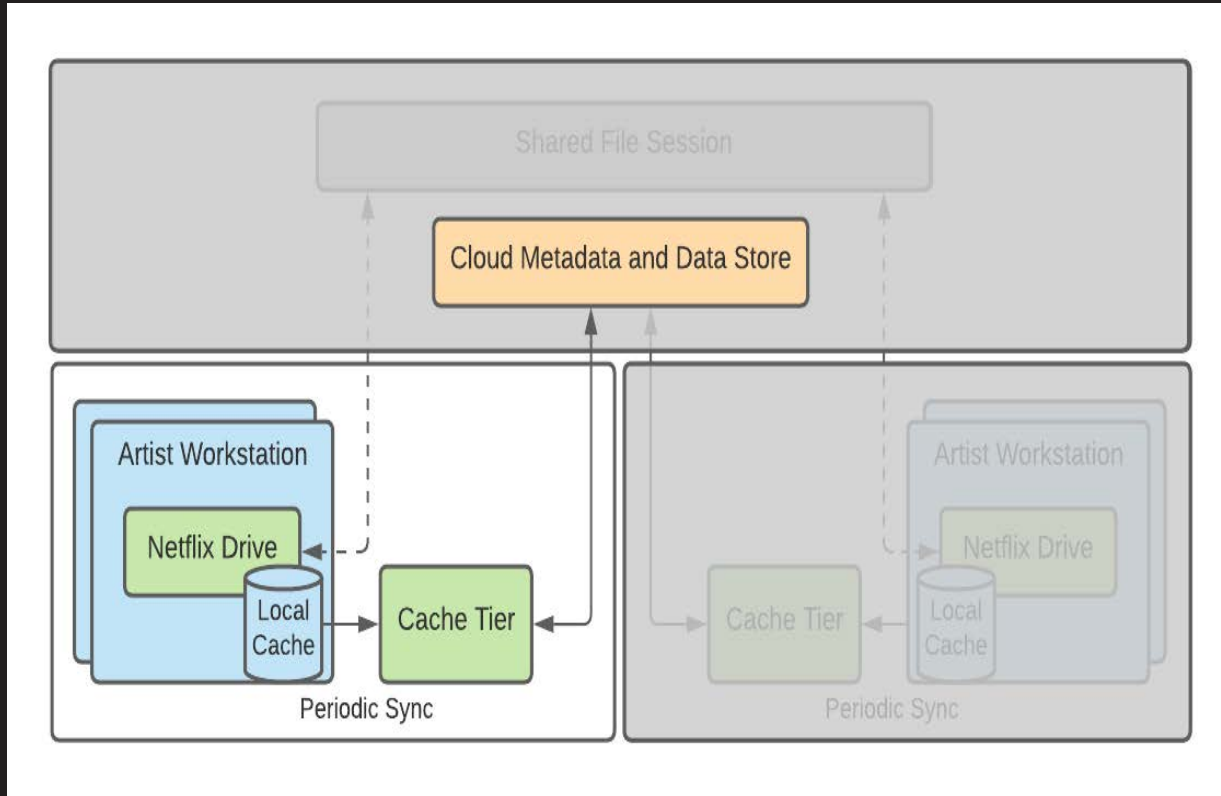 Shared File Session
Cloud Metadata and Data Store
Artist Workstation
Netflix Drive
Local
Cache
Cache Tier
Periodic Sync
Artist Workstation
Netflix Drive
Cache Tier
Local
Cache
Periodic Sync